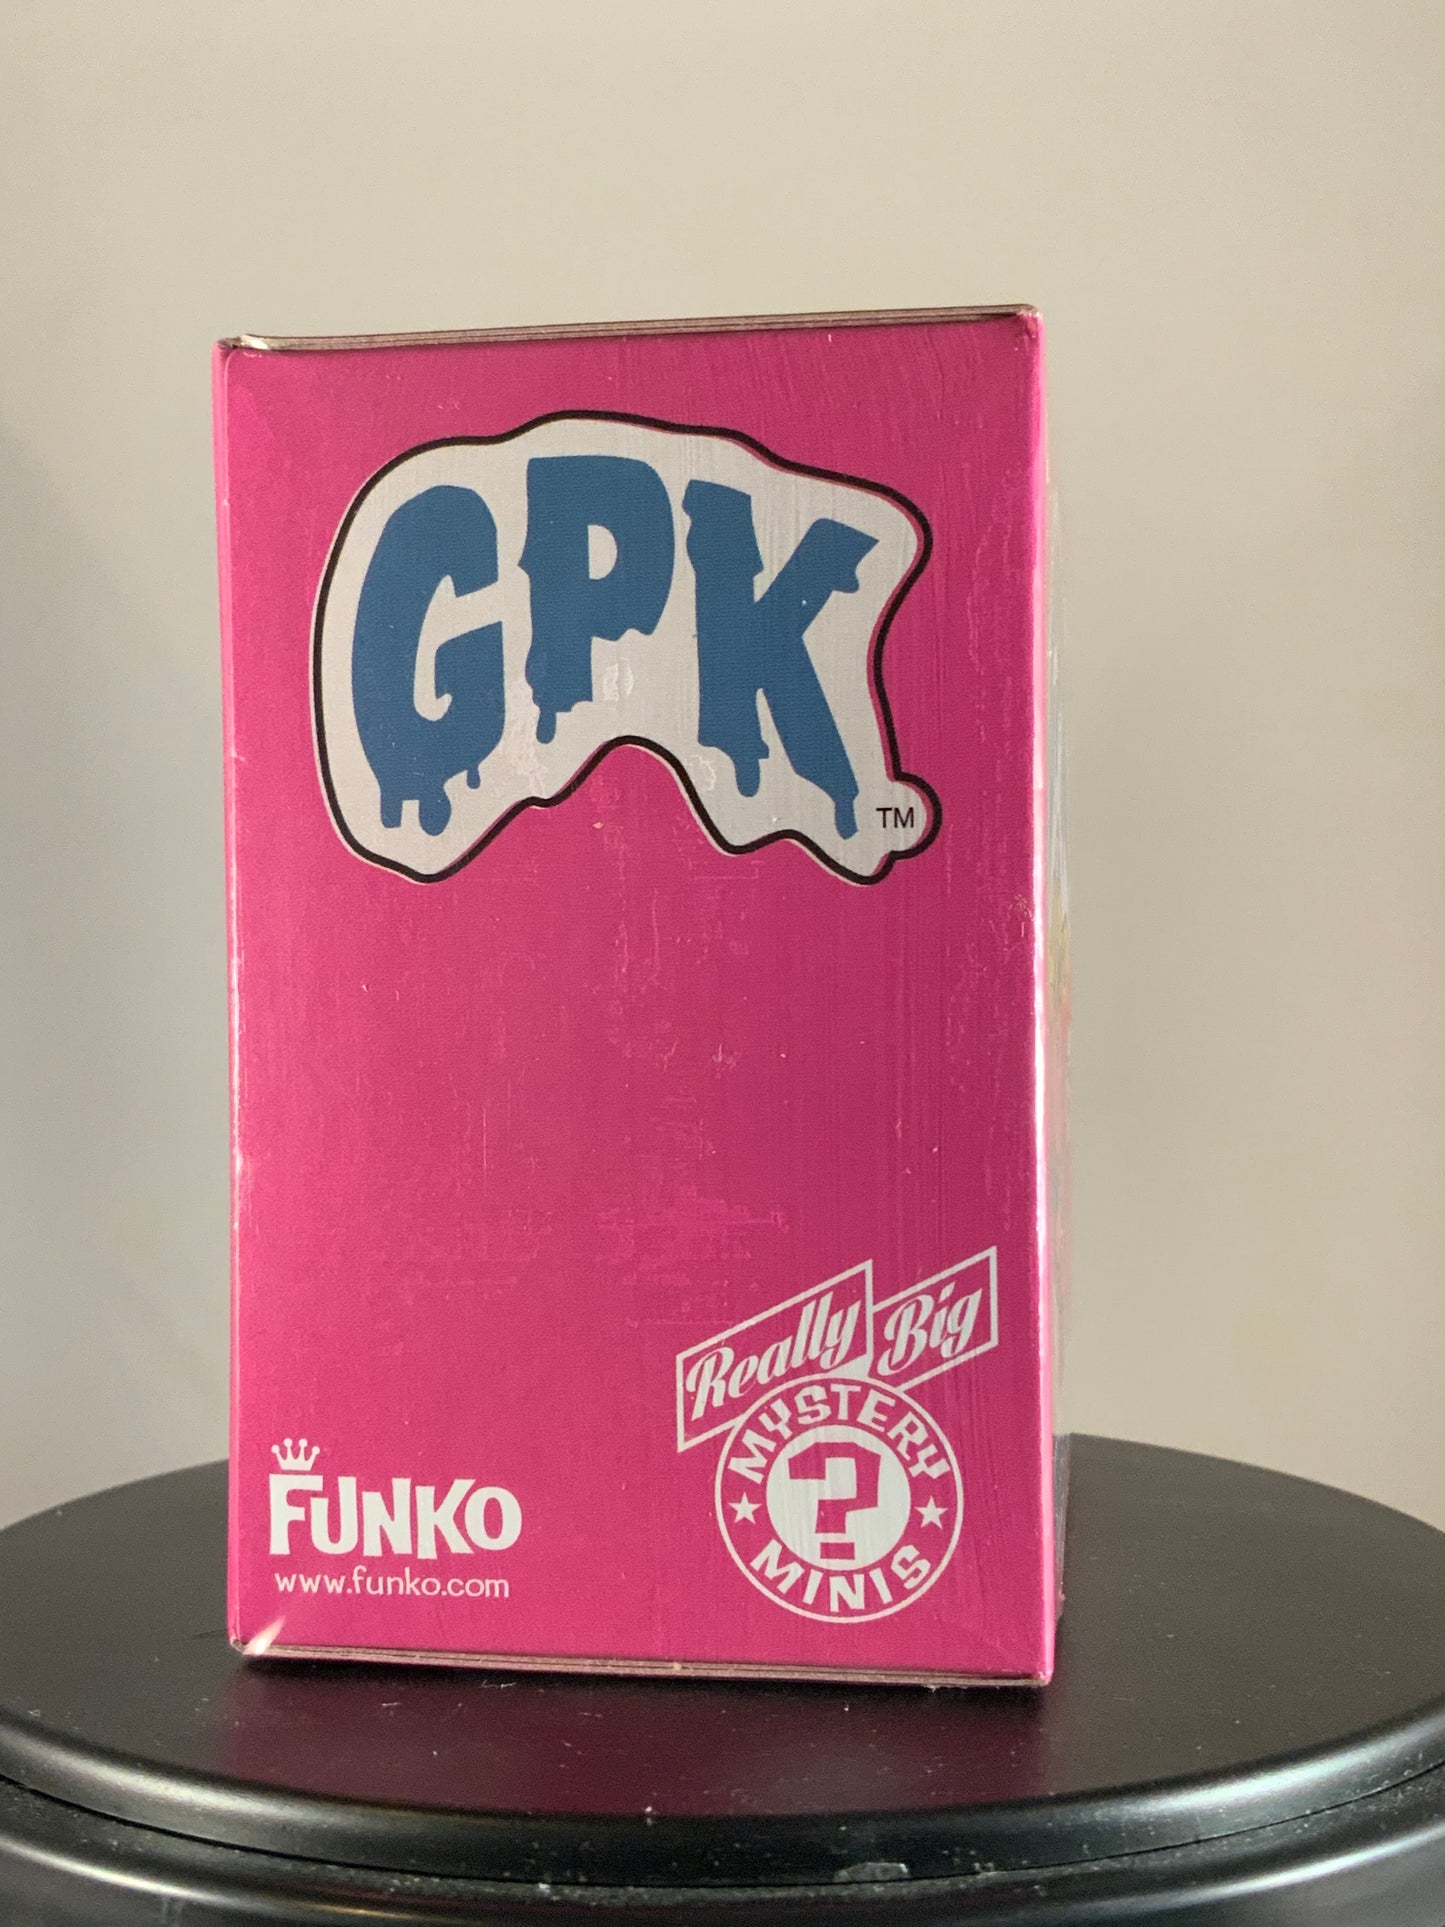 GPK
TM
Really Big
MYSTERY
?
MINIS
FUNKO
www.funko.com